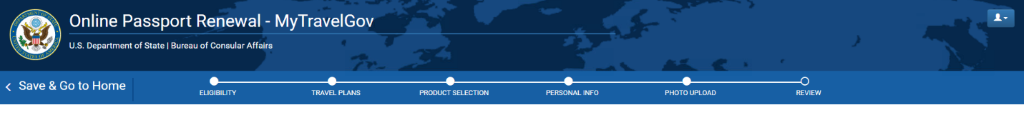 Online Passport Renewal - MyTravelGov
U.S. Department of State | Bureau of Consular Affairs
Save & Go to Home
ELIGIBILITY
TRAVEL PLANS
PRODUCT SELECTION
PERSONAL INFO
PHOTO UPLOAD
REVIEW